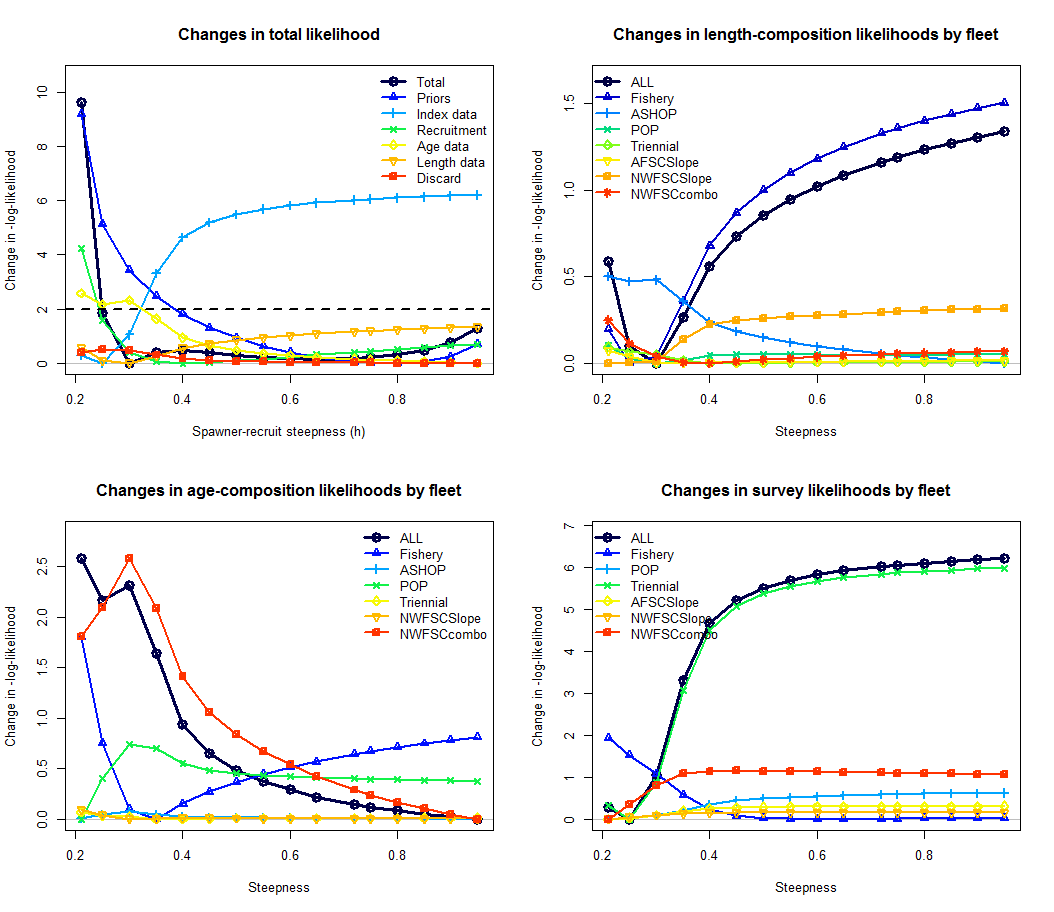 Changes in total likelihood
Change in -log-likelihood
10
8
6
4
2
0
Total
Priors
Index data
Recruitment
Age data
Length data
Discard
0.2 0.4 0.6 0.8
Spawner-recruit steepness (h)
Changes in length-composition likelihoods by fleet
Change in -log-likelihood
1.5
1.0
0.5
0.0
ALL
Fishery
ASHOP
POP
Triennial
AFSCSlope
NWFSCSlope
NWFSCcombo
0.2 0.4 0.6 0.8
Steepness
Changes in age-composition likelihoods by fleet
Change in -log-likelihood
2.5
2.0
1.5
1.0
0.5
0.0
ALL
Fishery
ASHOP
POP
Triennial
NWFSCSlope
NWFSCcombo
0.2 0.4 0.6 0.8
Steepness
Changes in survey likelihoods by fleet
Change in -log-likelihood
7
6
5
4
3
2
1
0
ALL
Fishery
POP
Triennial
AFSCSlope
NWFSCSlope
NWFSCcombo
0.2 0.4 0.6 0.8
Steepness